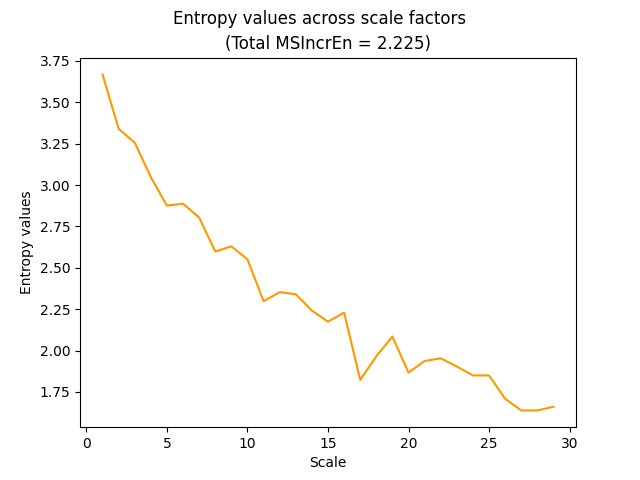 Entropy values across scale factors
(Total MSIncrEn = 2.225)
3.75
3.50
3.25
3.00
2.75
2.50
2.25
2.00
1.75
Entropy values
0 5 10 15 20 25 30
Scale